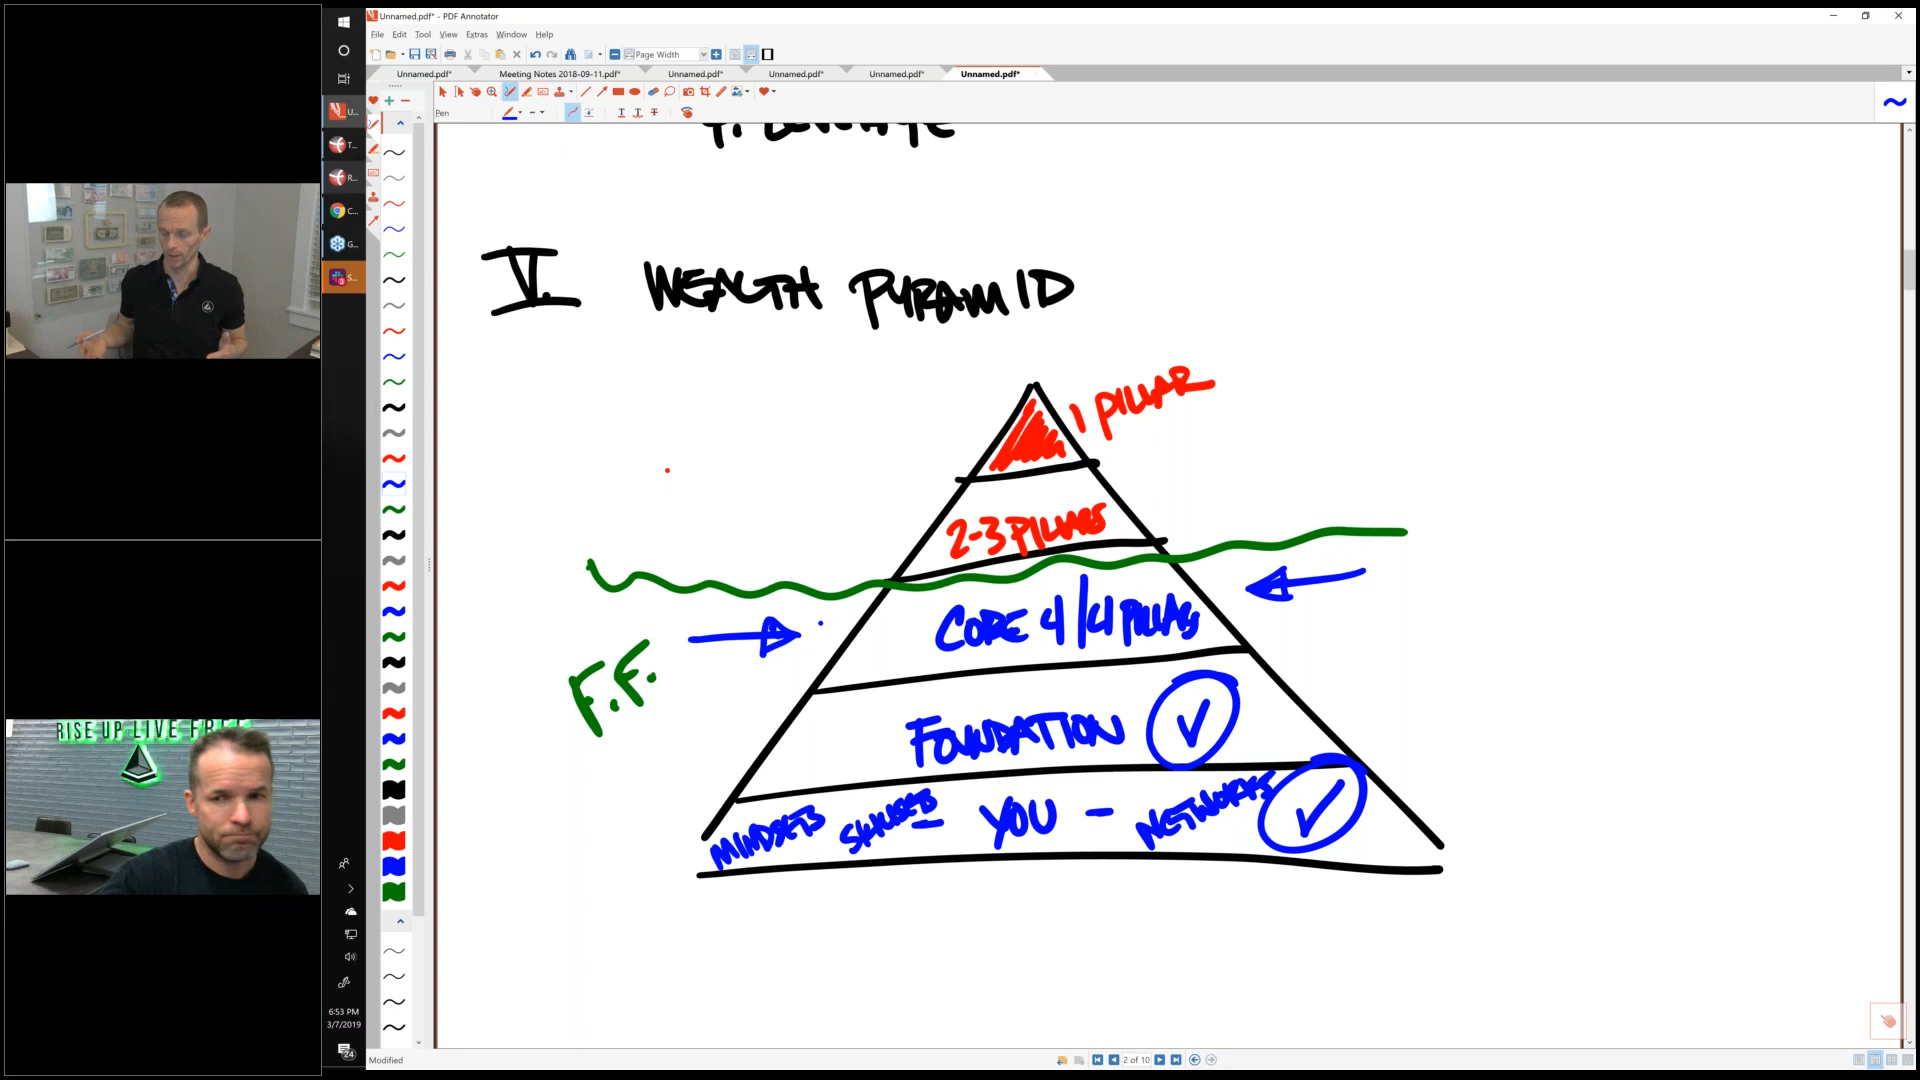 Unnamed.pdf* - PDF Annotator
File Edit Tool View Extras Window Help
Page Width
Unnamed.pdf* Meeting Notes 2018-09-11.pdf* Unnamed.pdf* Unnamed.pdf* Unnamed.pdf* Unnamed.pdf*
Pen
U...
T...
R...
C...
G...
S...
V. WEALTH PYRAMID
1 PILLAR
2-3 PILLARS
CORE 4/4 PILLARS
F.F.
FOUNDATION
MINDSETS SKILLSETS - YOU - NETWORKS
RISE UP LIVE FREE
6:53 PM
3/7/2019
24
Modified
2 of 10